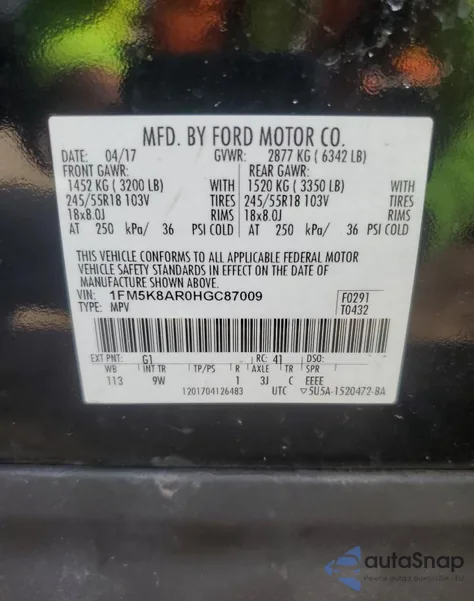 MFD. BY FORD MOTOR CO.
DATE: 04/17 GVWR: 2877 KG ( 6342 LB)
FRONT GAWR: REAR GAWR:
1452 KG ( 3200 LB) WITH 1520 KG ( 3350 LB) WITH
245/55R18 103V TIRES 245/55R18 103V TIRES
18x8.0J RIMS 18x8.0J RIMS
AT 250 kPa/ 36 PSI COLD AT 250 kPa/ 36 PSI COLD
THIS VEHICLE CONFORMS TO ALL APPLICABLE FEDERAL MOTOR
VEHICLE SAFETY STANDARDS IN EFFECT ON THE DATE OF
MANUFACTURE SHOWN ABOVE.
VIN: 1FM5K8AR0HGC87009 F0291
TYPE: MPV T0432
EXT PNT: G1 RC: 41 DSO:
WB INT TR TP/PS R AXLE TR SPR
113 9W 1 3J C EEEE
1201704126483 UTC ▽5U5A-1520472-BA
autoSnap